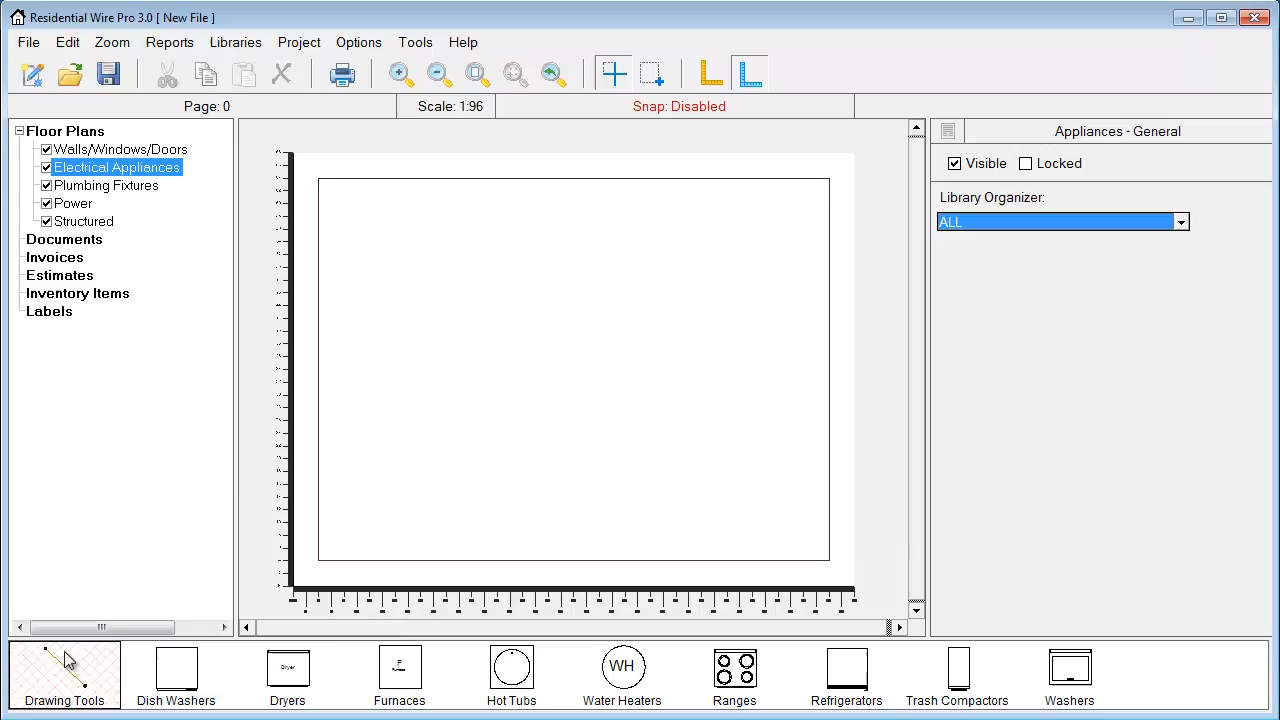 Residential Wire Pro 3.0 [ New File ]
File Edit Zoom Reports Libraries Project Options Tools Help
Page: 0 Scale: 1:96 Snap: Disabled
Floor Plans
Walls/Windows/Doors
Electrical Appliances
Plumbing Fixtures
Power
Structured
Documents
Invoices
Estimates
Inventory Items
Labels
Appliances - General
Visible Locked
Library Organizer:
ALL
Dryer
F
Furnace
WH
Drawing Tools Dish Washers Dryers Furnaces Hot Tubs Water Heaters Ranges Refrigerators Trash Compactors Washers